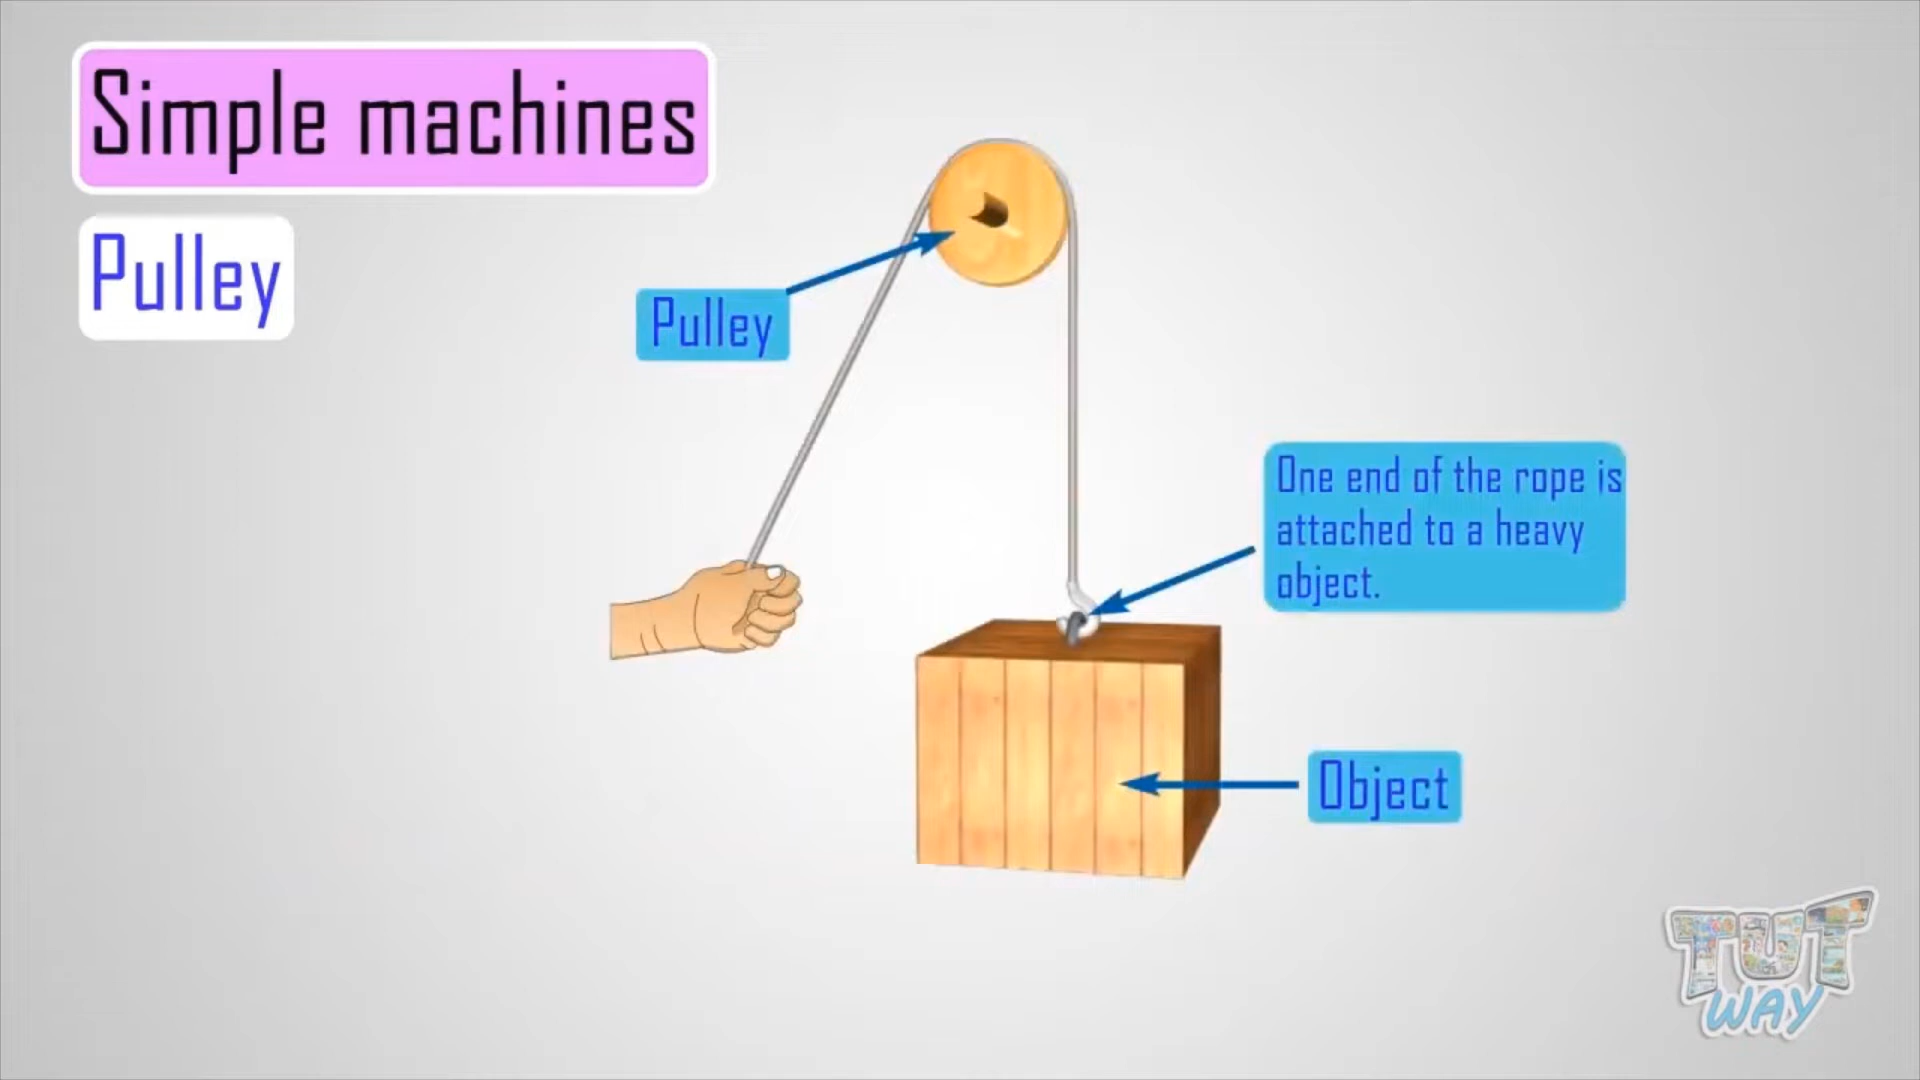 Simple machines
Pulley
Pulley
One end of the rope is
attached to a heavy
object.
Object
TUT
WAY